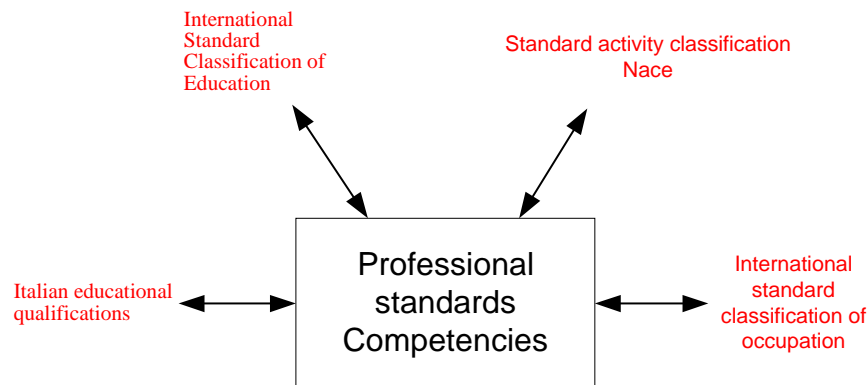 International
Standard
Classification of
Education
Standard activity classification
Nace
Professional
standards
Competencies
Italian educational
qualifications
International
standard
classification of
occupation